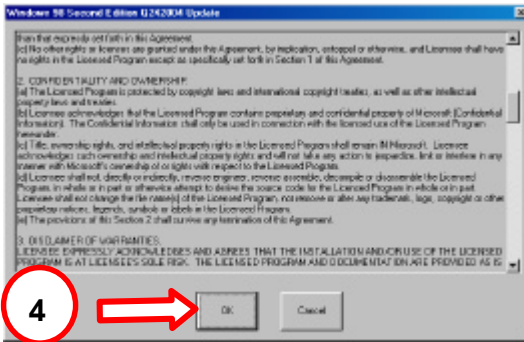 Windows 98 Second Edition Q242004 Update
than that expressly set forth in this Agreement.
(c) No other rights or licenses are granted under the Agreement, by implication, estoppel or otherwise, and Licensee shall have
no rights in the Licensed Program except as specifically set forth in Section 1 of this Agreement.
2. CONFIDENTIALITY AND OWNERSHIP.
(a) The Licensed Program is protected by copyright laws and international copyright treaties, as well as other intellectual
property laws and treaties.
(b) Licensee acknowledges that the Licensed Program contains proprietary and confidential property of Microsoft (Confidential
Information). The Confidential Information shall only be used in connection with the licensed use of the Licensed Program
hereunder.
(c) Title, ownership rights, and intellectual property rights in the Licensed Program shall remain IN Microsoft. Licensee
acknowledges such ownership and intellectual property rights and will not take any action to jeopardize, limit or interfere in any
manner with Microsoft's ownership of or rights with respect to the Licensed Program.
(d) Licensee shall not, directly or indirectly, reverse engineer, reverse assemble, decompile or disassemble the Licensed
Program, in whole or in part or otherwise attempt to derive the source code for the Licensed Program in whole or in part.
Licensee shall not change the file name(s) of the Licensed Program, not remove or alter any trademark, logo, copyright or other
proprietary notices, legends, symbols or labels in the Licensed Program.
(e) The provisions of this Section 2 shall survive any termination of this Agreement.
3. DISCLAIMER OF WARRANTIES.
LICENSEE EXPRESSLY ACKNOWLEDGES AND AGREES THAT THE INSTALLATION AND/OR USE OF THE LICENSED
PROGRAM IS AT LICENSEE'S SOLE RISK. THE LICENSED PROGRAM AND DOCUMENTATION ARE PROVIDED AS IS
4
OK
Cancel